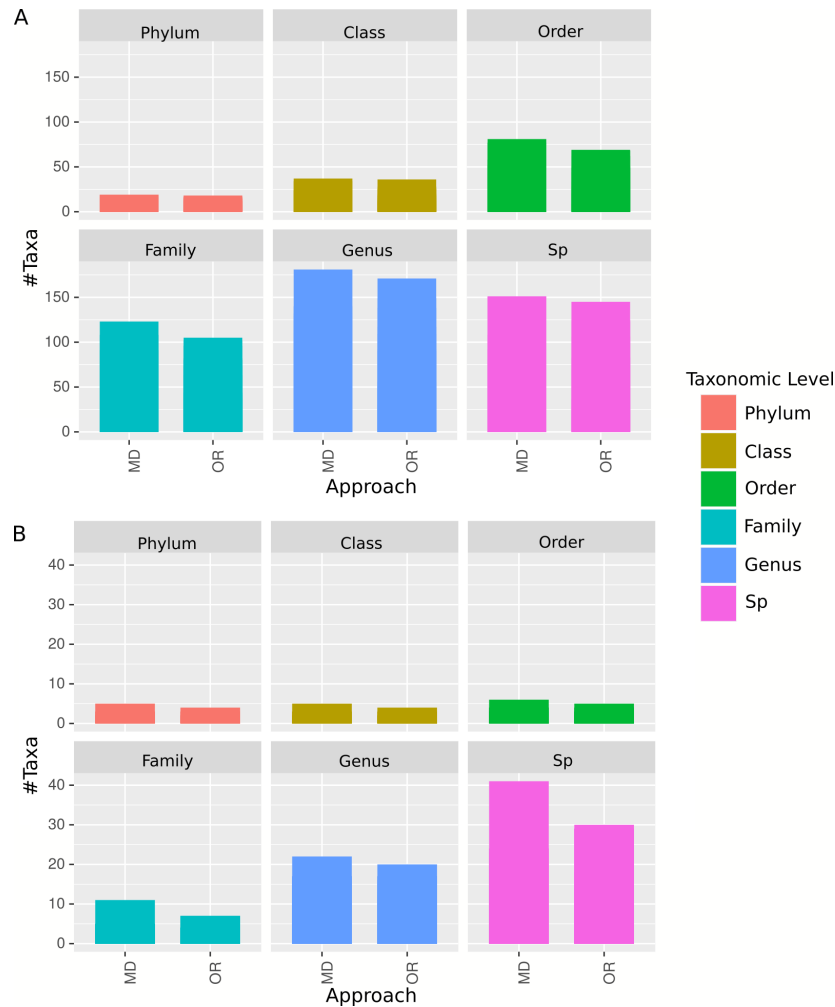 A
Phylum
Class
Order
150
100
50
0
Family
Genus
Sp
150
100
50
0
#Taxa
MD
OR
MD
OR
MD
OR
Approach
Taxonomic Level
Phylum
Class
Order
Family
Genus
Sp
B
Phylum
Class
Order
40
30
20
10
0
Family
Genus
Sp
40
30
20
10
0
#Taxa
MD
OR
MD
OR
MD
OR
Approach